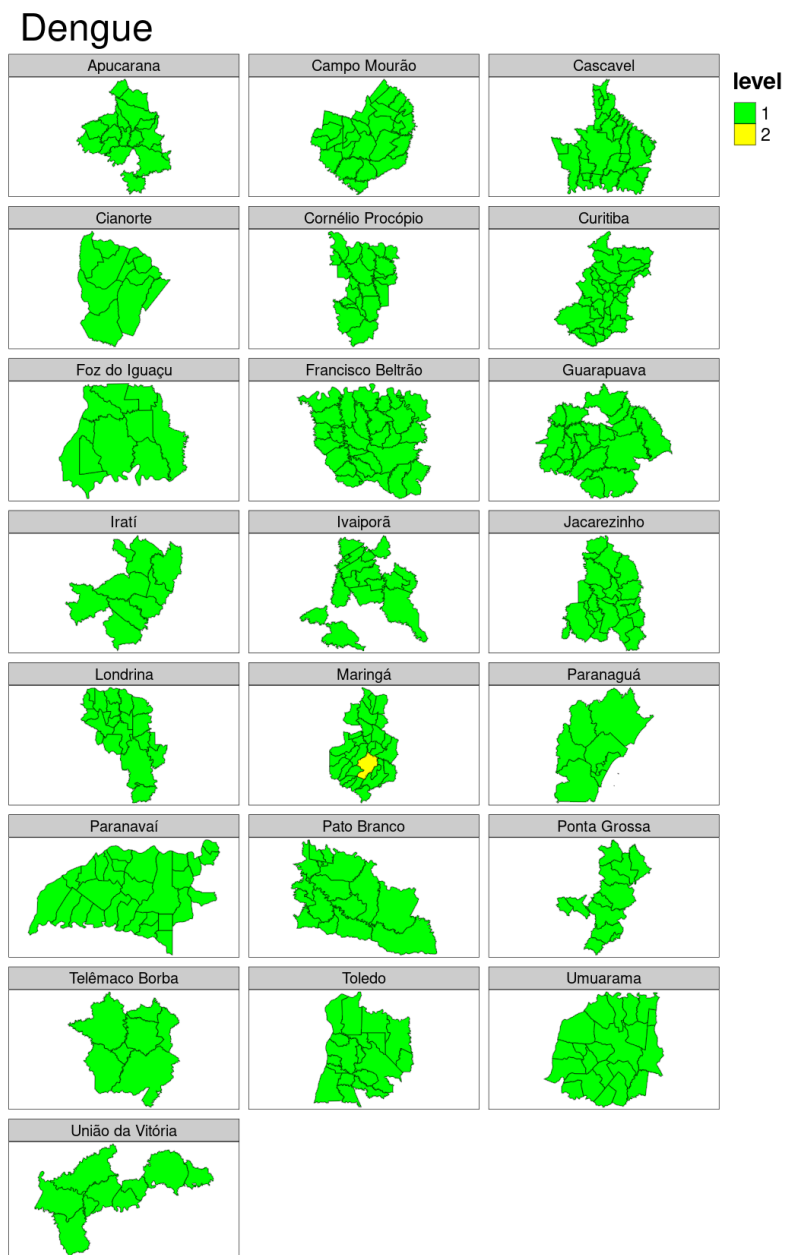 Dengue
Apucarana
Campo Mourão
Cascavel
level
1
2
Cianorte
Cornélio Procópio
Curitiba
Foz do Iguaçu
Francisco Beltrão
Guarapuava
Iratí
Ivaiporã
Jacarezinho
Londrina
Maringá
Paranaguá
Paranavaí
Pato Branco
Ponta Grossa
Telêmaco Borba
Toledo
Umuarama
União da Vitória